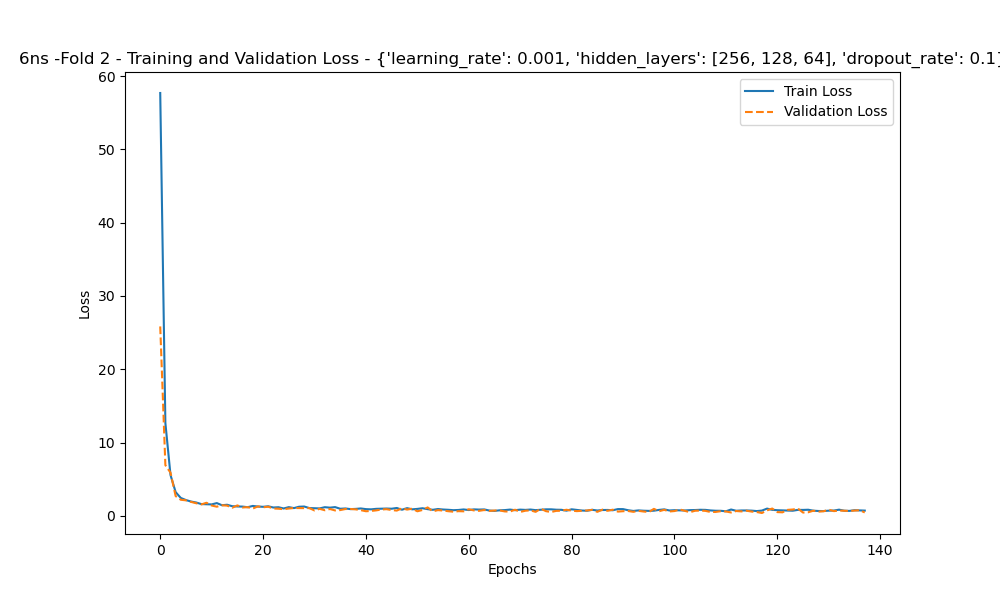 6ns -Fold 2 - Training and Validation Loss - {'learning_rate': 0.001, 'hidden_layers': [256, 128, 64], 'dropout_rate': 0.1}
Train Loss
Validation Loss
60
50
40
30
20
10
0
Loss
0 20 40 60 80 100 120 140
Epochs